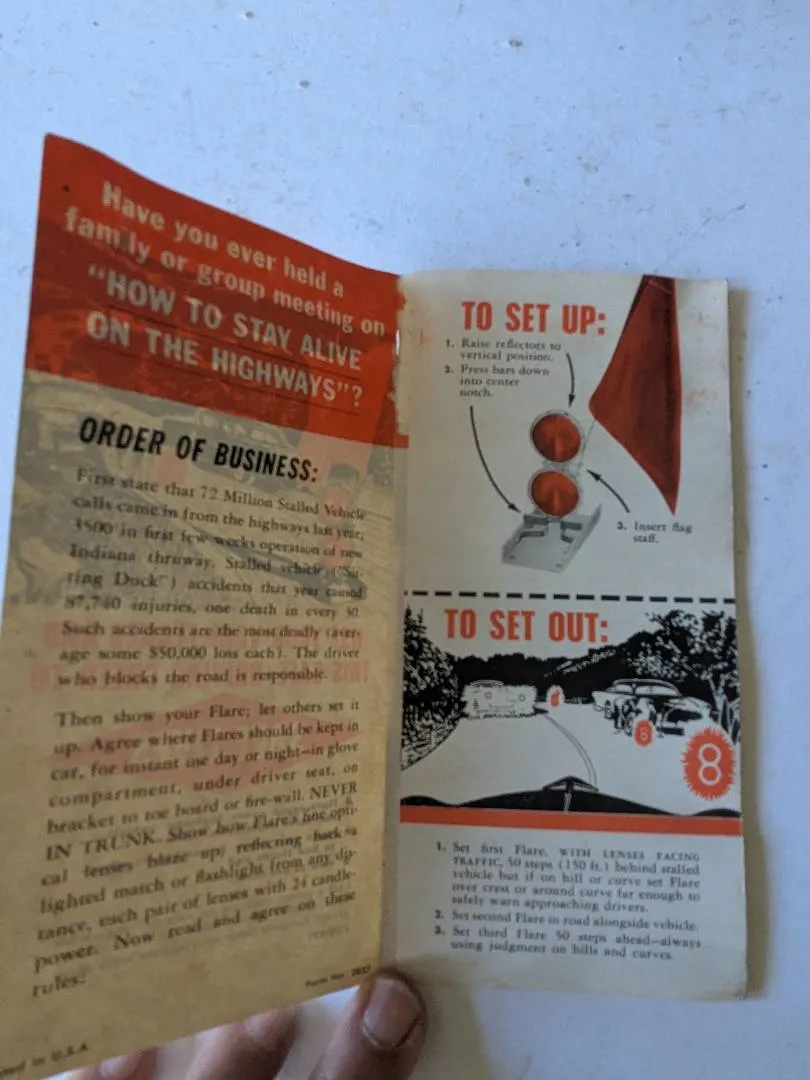 Have you ever held a
family or group meeting on
"HOW TO STAY ALIVE
ON THE HIGHWAYS"?
ORDER OF BUSINESS:
First state that 72 Million Stalled Vehicle
calls came in from the highways last year;
3500 in first few weeks operation of new
Indiana thruway. Stalled vehicle ("Sit-
ting Duck") accidents that year caused
87,740 injuries, one death in every 50.
Such accidents are the most deadly (aver-
age some $50,000 loss each). The driver
who blocks the road is responsible.
Then show your Flare; let others set it
up. Agree where Flares should be kept in
car, for instant use day or night—in glove
compartment, under driver seat, on
bracket to toe board or fire-wall. NEVER
IN TRUNK. Show how Flare's fine opti-
cal lenses blaze up, reflecting back a
lighted match or flashlight from any dis-
tance, each pair of lenses with 24 candle-
power. Now read and agree on these
rules:
Form No.
ted in U.S.A.
TO SET UP:
1. Raise reflectors to
vertical position.
2. Press bars down
into center
notch.
3. Insert flag
staff.
TO SET OUT:
8
8
1. Set first Flare, WITH LENSES FACING
TRAFFIC, 50 steps (150 ft.) behind stalled
vehicle but if on hill or curve set Flare
over crest or around curve far enough to
safely warn approaching drivers.
2. Set second Flare in road alongside vehicle.
3. Set third Flare 50 steps ahead—always
using judgment on hills and curves.